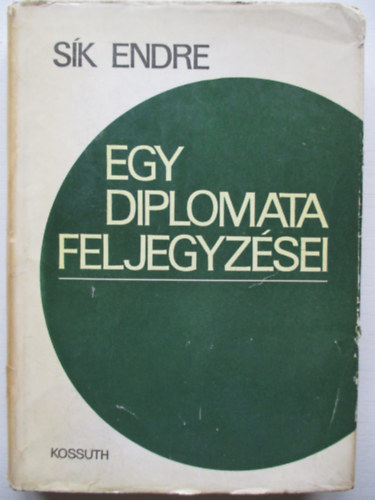 SÍK ENDRE
EGY
DIPLOMATA
FELJEGYZÉSEI
KOSSUTH